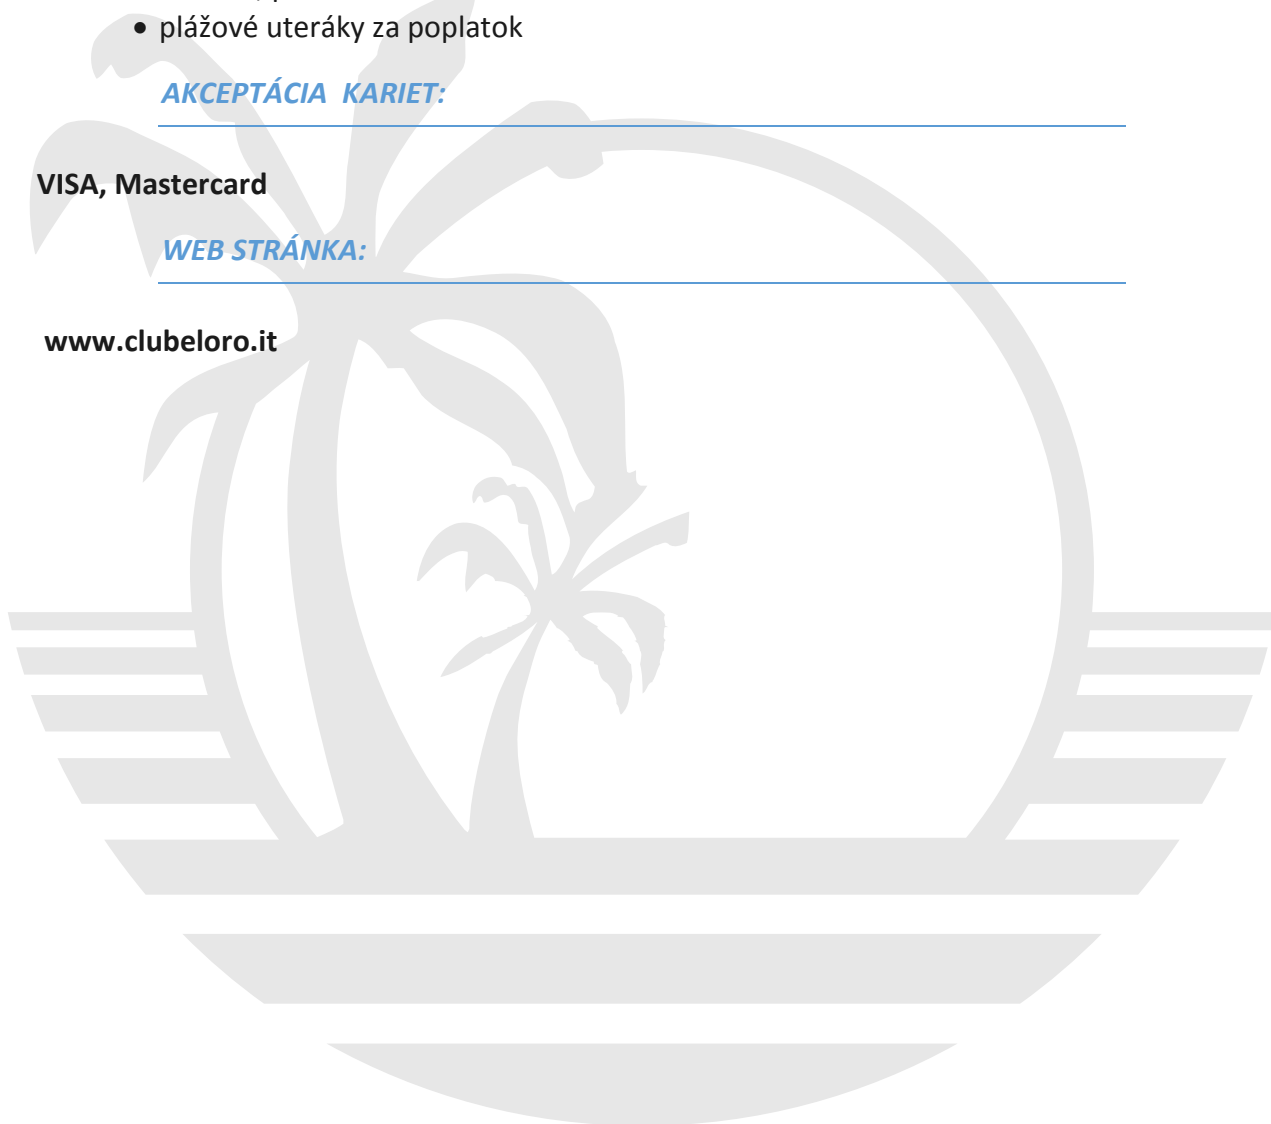 • plážové uteráky za poplatok
AKCEPTÁCIA KARIET:
VISA, Mastercard
WEB STRÁNKA:
www.clubeloro.it